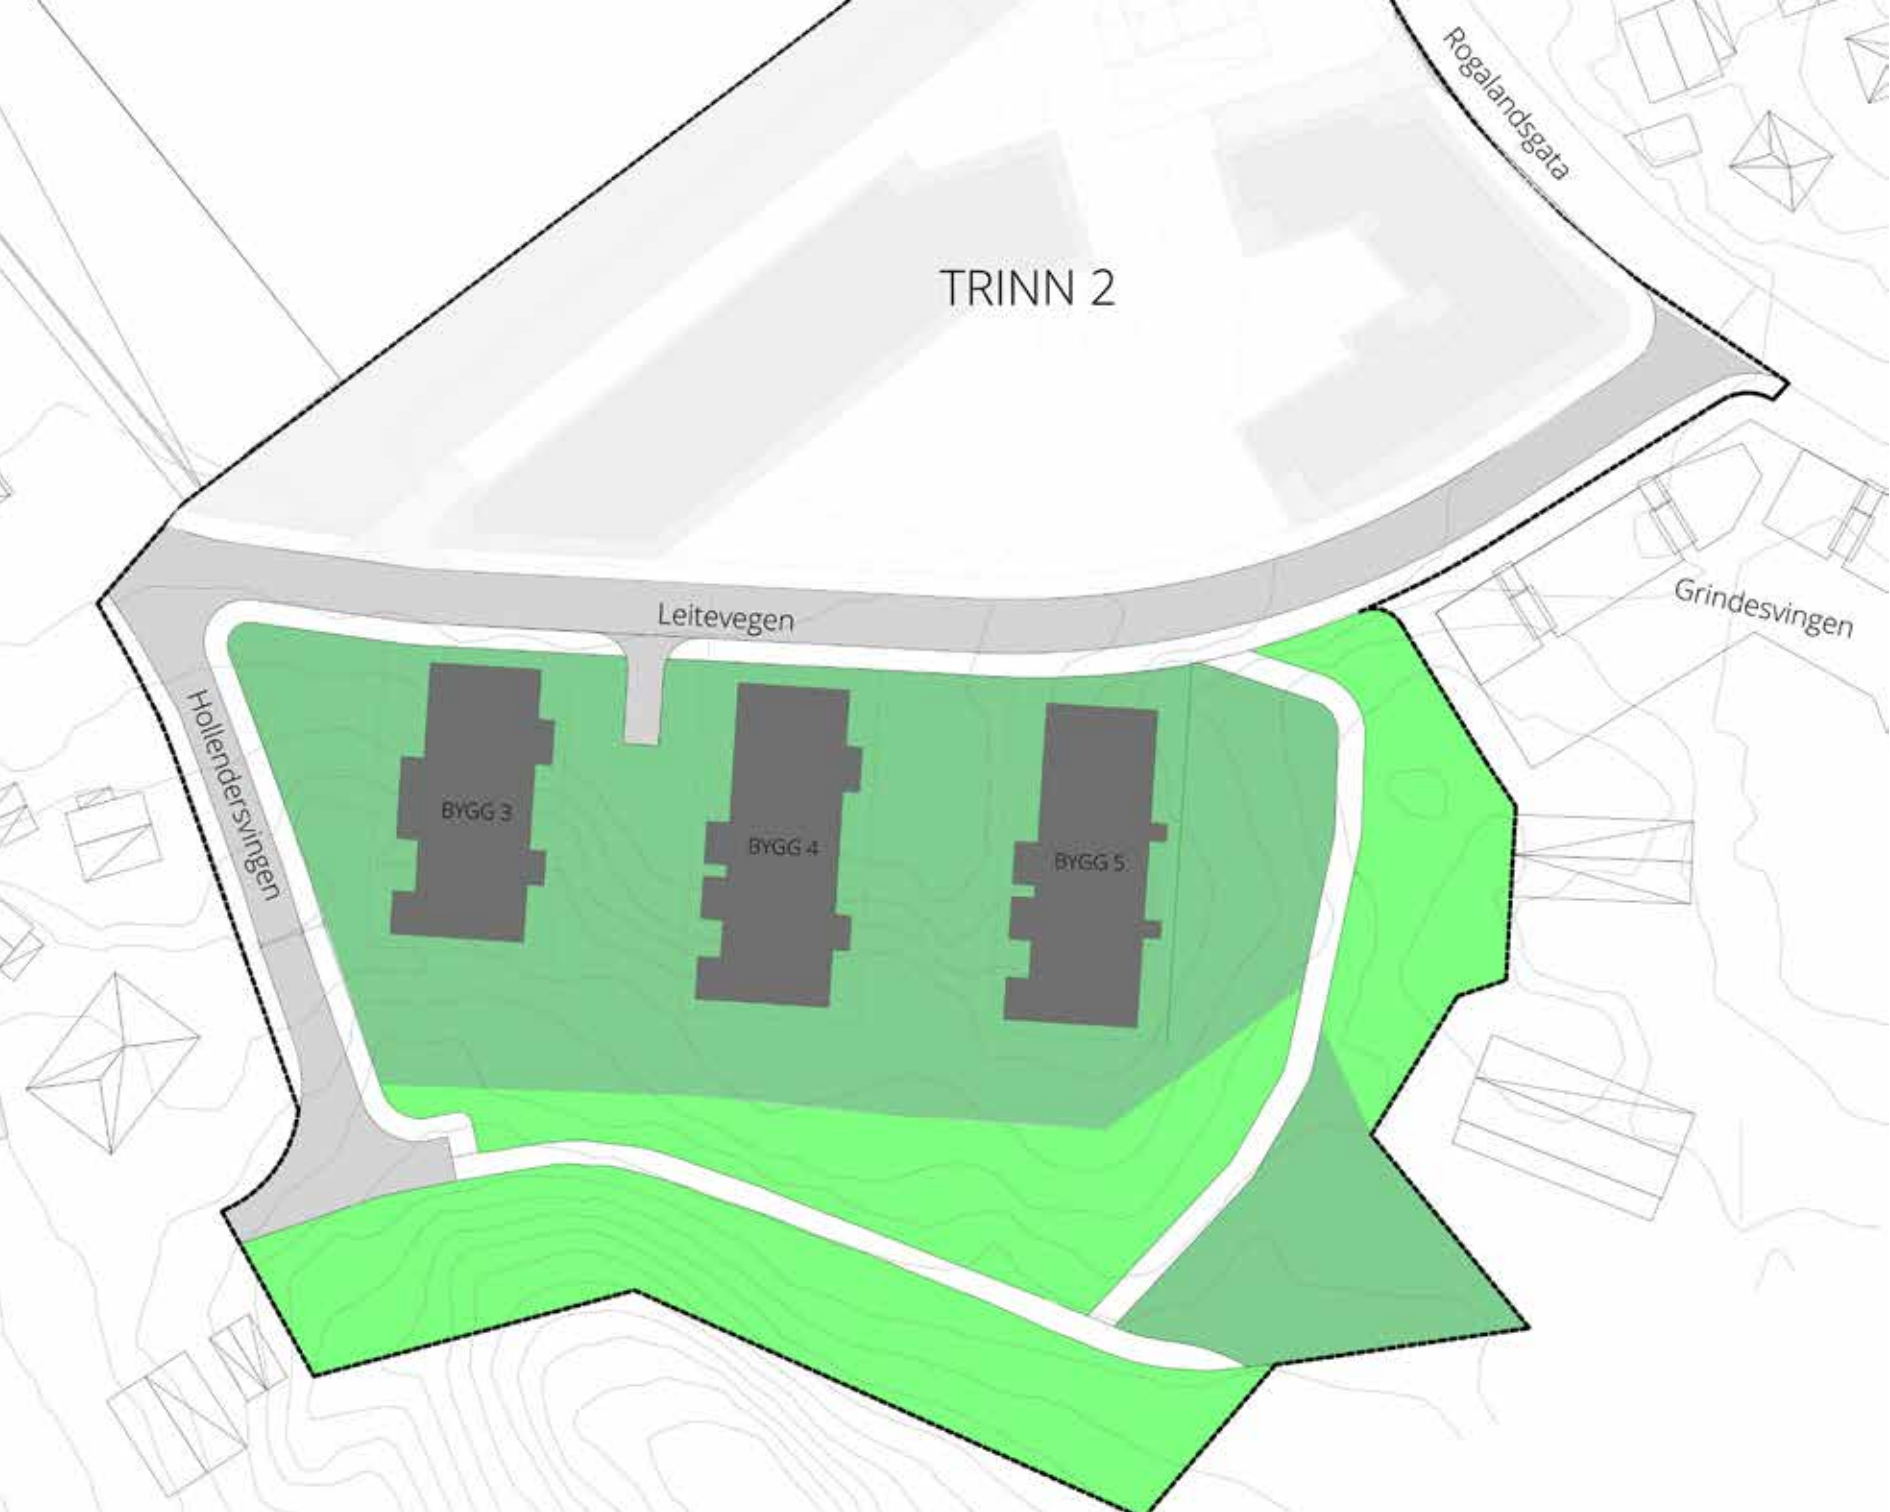 Rogalandsgata
TRINN 2
Leitevegen
Grindesvingen
Hollendersvingen
BYGG 3
BYGG 4
BYGG 5